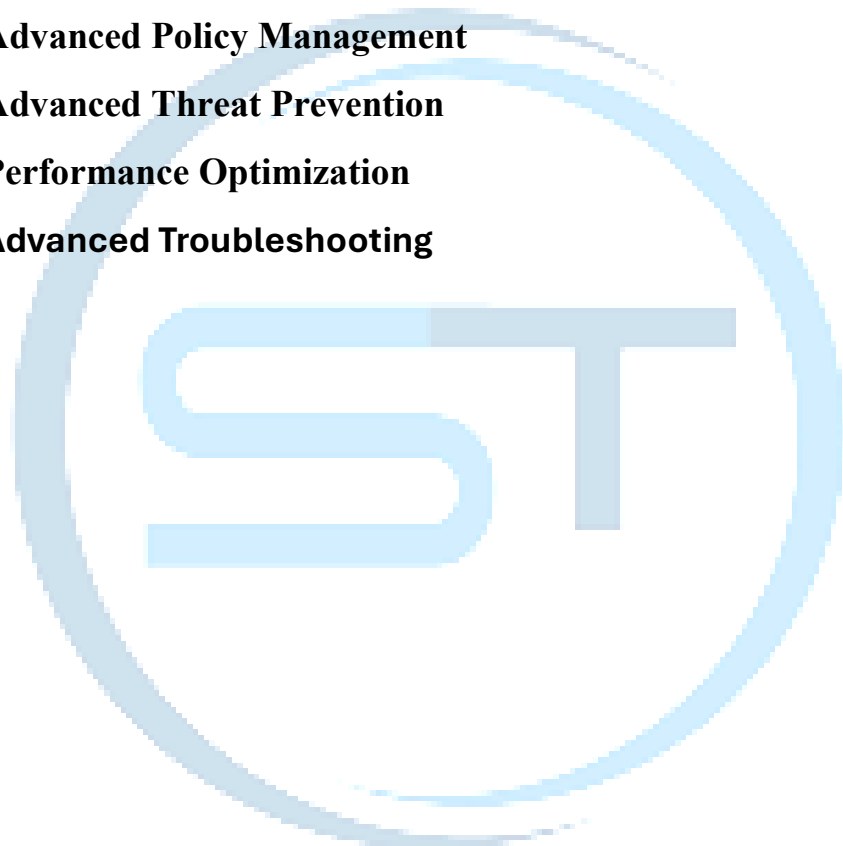 Advanced Policy Management
Advanced Threat Prevention
Performance Optimization
Advanced Troubleshooting
ST